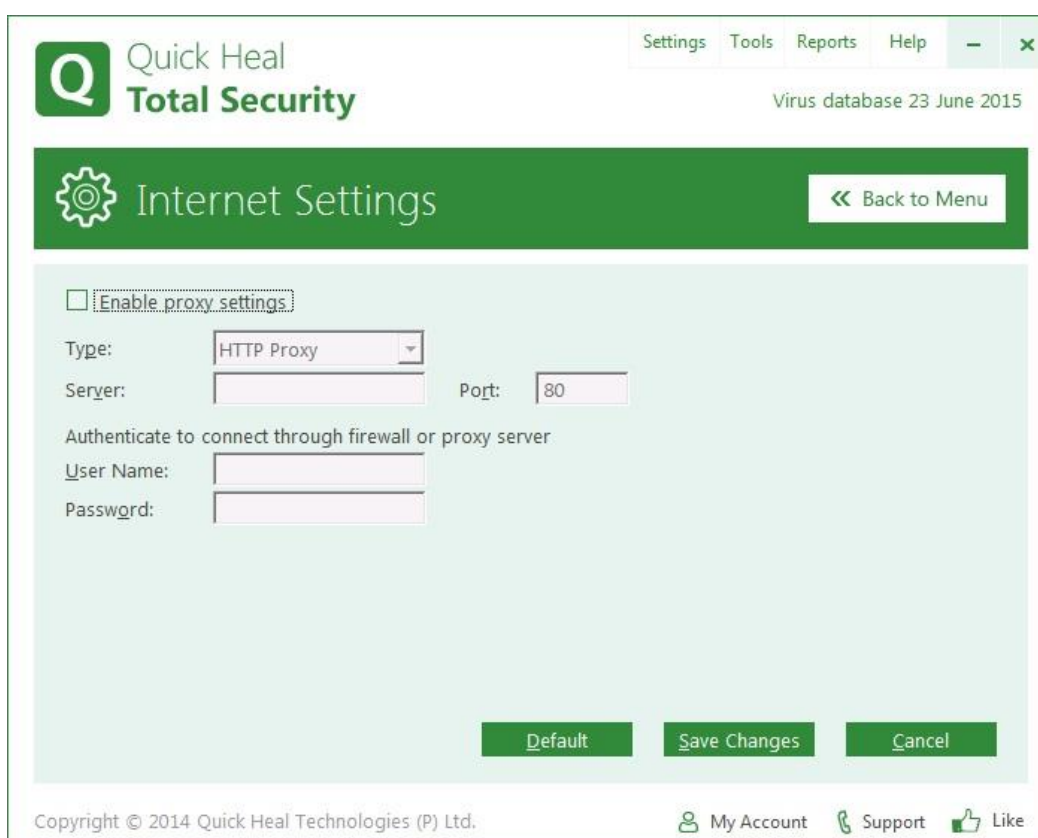 Settings Tools Reports Help
Q Quick Heal
Total Security
Virus database 23 June 2015
Internet Settings
« Back to Menu
Enable proxy settings
Type: HTTP Proxy
Server: Port: 80
Authenticate to connect through firewall or proxy server
User Name:
Password:
Default Save Changes Cancel
Copyright © 2014 Quick Heal Technologies (P) Ltd. My Account Support Like